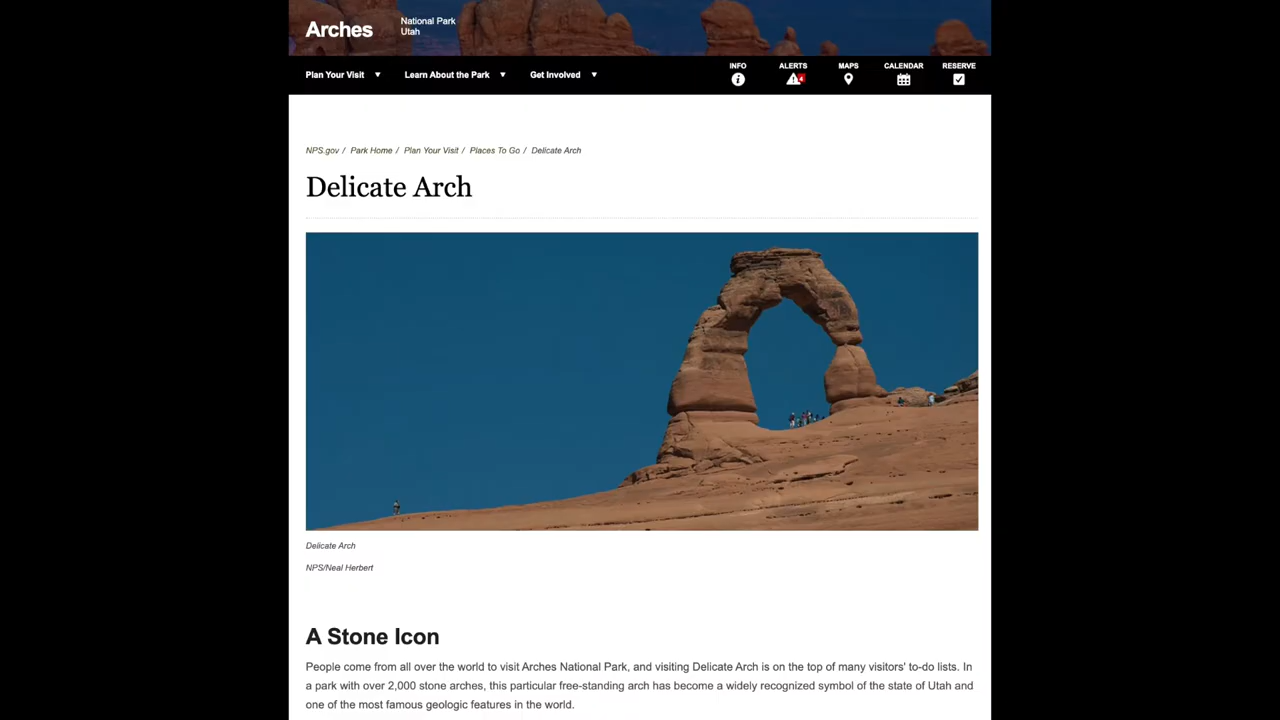 Arches
National Park
Utah
Plan Your Visit
Learn About the Park
Get Involved
INFO
ALERTS
4
MAPS
CALENDAR
RESERVE
NPS.gov / Park Home / Plan Your Visit / Places To Go / Delicate Arch
Delicate Arch
Delicate Arch
NPS/Neal Herbert
A Stone Icon
People come from all over the world to visit Arches National Park, and visiting Delicate Arch is on the top of many visitors' to-do lists. In
a park with over 2,000 stone arches, this particular free-standing arch has become a widely recognized symbol of the state of Utah and
one of the most famous geologic features in the world.